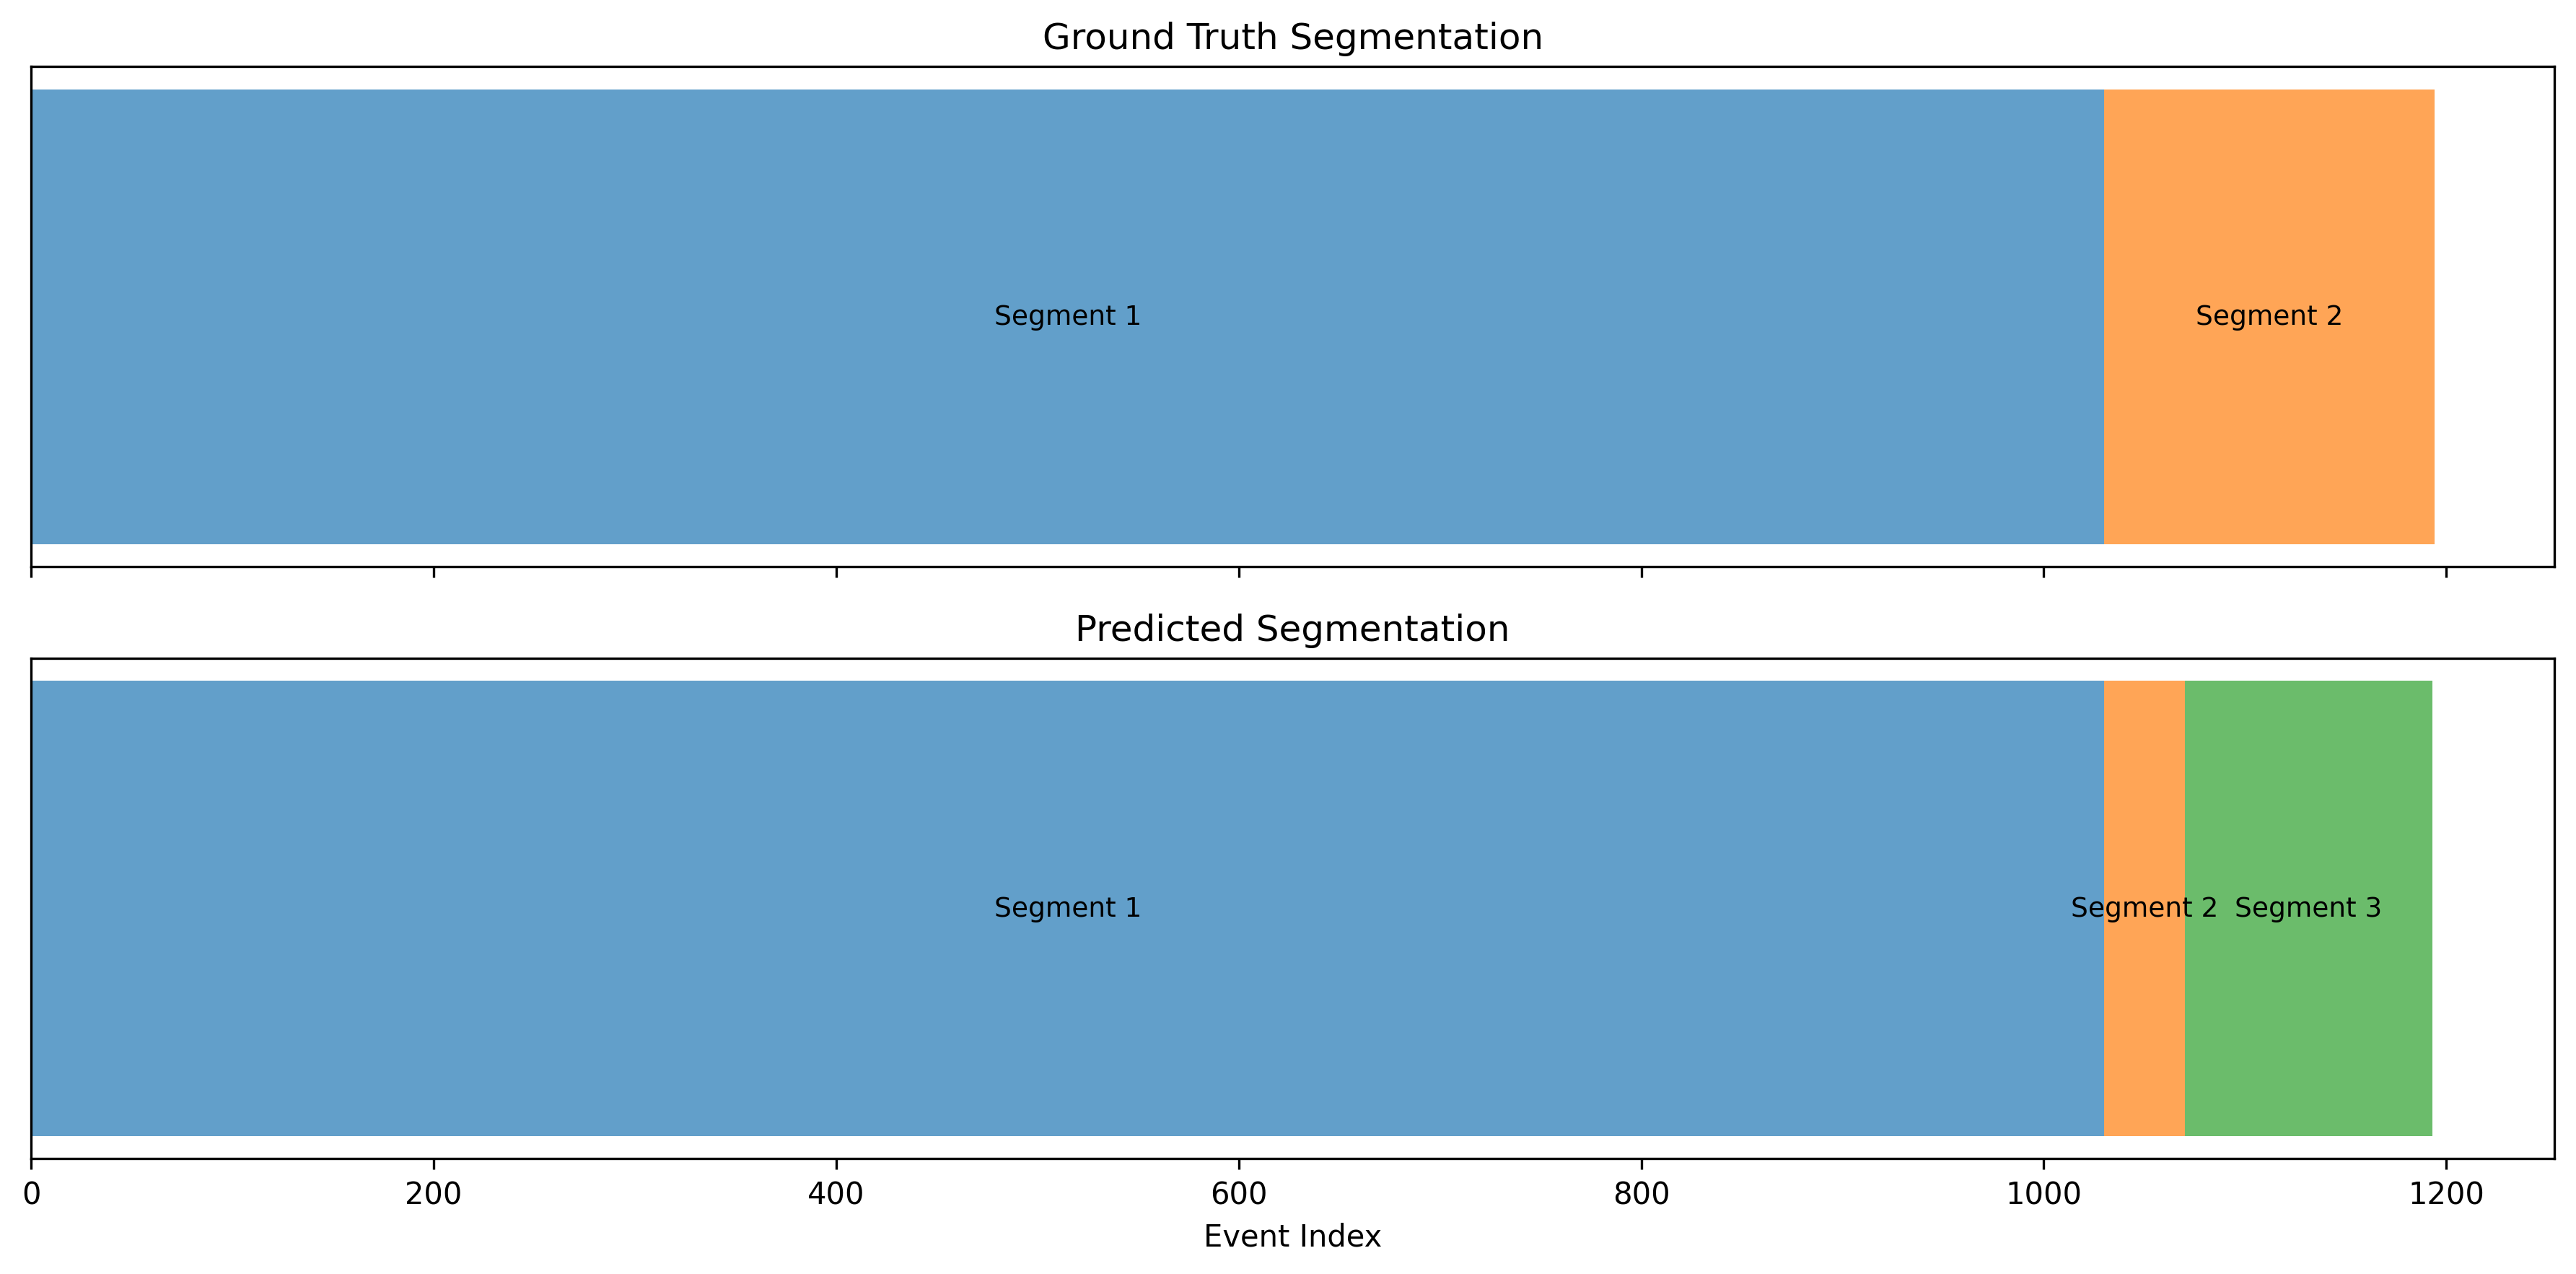 Ground Truth Segmentation
Segment 1 Segment 2
Predicted Segmentation
Segment 1 Segment 2 Segment 3
0 200 400 600 800 1000 1200
Event Index